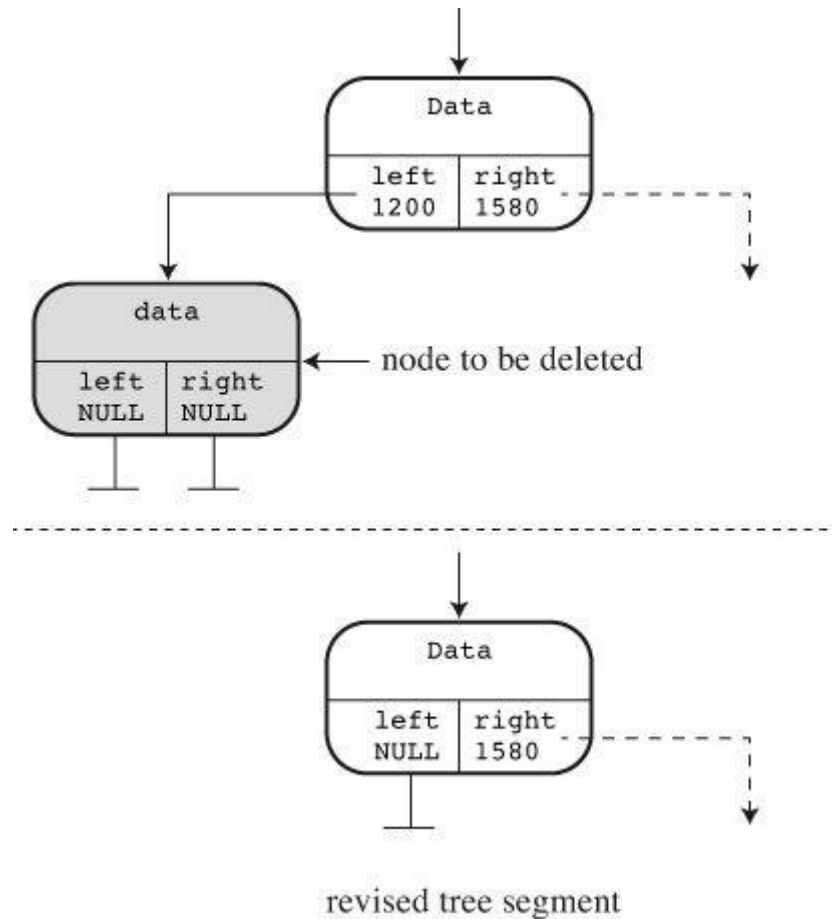 Data
left right
1200 1580
data
node to be deleted
left right
NULL NULL
Data
left right
NULL 1580
revised tree segment